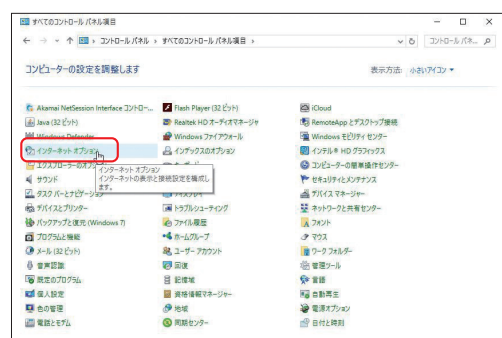 すべてのコントロール パネル項目
コントロール パネル › すべてのコントロール パネル項目 ›
コントロール パネ...
コンピューターの設定を調整します
表示方法: 小さいアイコン
Akamai NetSession Interface コントロー...
Flash Player (32 ビット)
iCloud
Java (32 ビット)
Realtek HD オーディオマネージャ
RemoteApp とデスクトップ接続
Windows Defender
Windows ファイアウォール
Windows モビリティ センター
インターネット オプション
インデックスのオプション
インテル® HD グラフィックス
エクスプローラーのオプション
キーボード
コンピューターの簡単操作センター
サウンド
セキュリティとメンテナンス
インターネット オプション
インターネットの表示と接続設定を構成し
ます。
タスク バーとナビゲーション
ディスプレイ
デバイス マネージャー
デバイスとプリンター
トラブルシューティング
ネットワークと共有センター
バックアップと復元 (Windows 7)
ファイル履歴
フォント
プログラムと機能
ホームグループ
マウス
メール (32 ビット)
ユーザー アカウント
ワーク フォルダー
音声認識
回復
管理ツール
既定のプログラム
記憶域
言語
個人設定
資格情報マネージャー
自動再生
色の管理
地域
電源オプション
電話とモデム
同期センター
日付と時刻